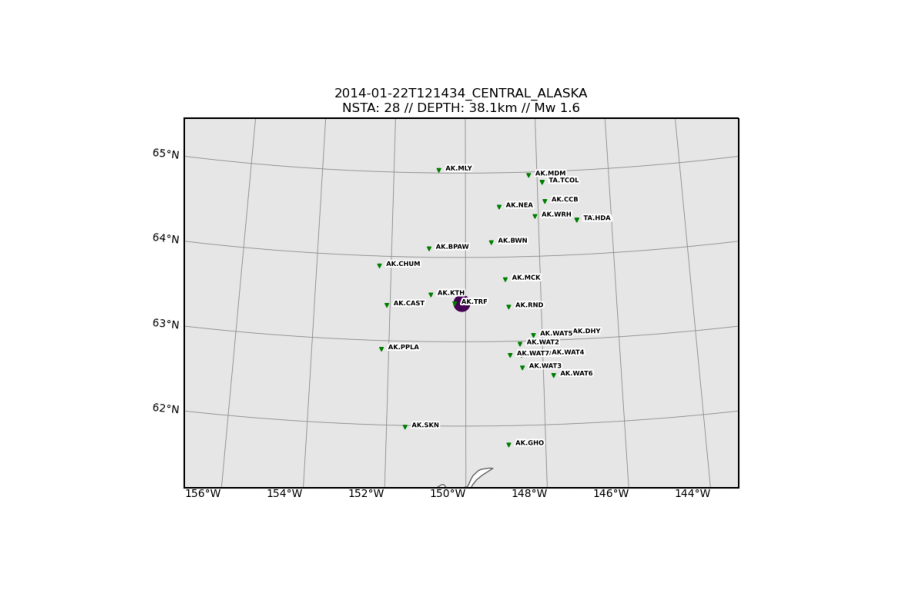 2014-01-22T121434_CENTRAL_ALASKA
NSTA: 28 // DEPTH: 38.1km // Mw 1.6
65°N
AK.MLY
AK.MDM
TA.TCOL
AK.CCB
AK.NEA
AK.WRH
TA.HDA
64°N
AK.BWN
AK.BPAW
AK.CHUM
AK.MCK
AK.KTH
AK.TRF
AK.CAST
AK.RND
63°N
AK.DHY
AK.WAT5
AK.WAT2
AK.PPLA
AK.WAT7
AK.WAT4
AK.WAT3
AK.WAT6
62°N
AK.SKN
AK.GHO
156°W
154°W
152°W
150°W
148°W
146°W
144°W